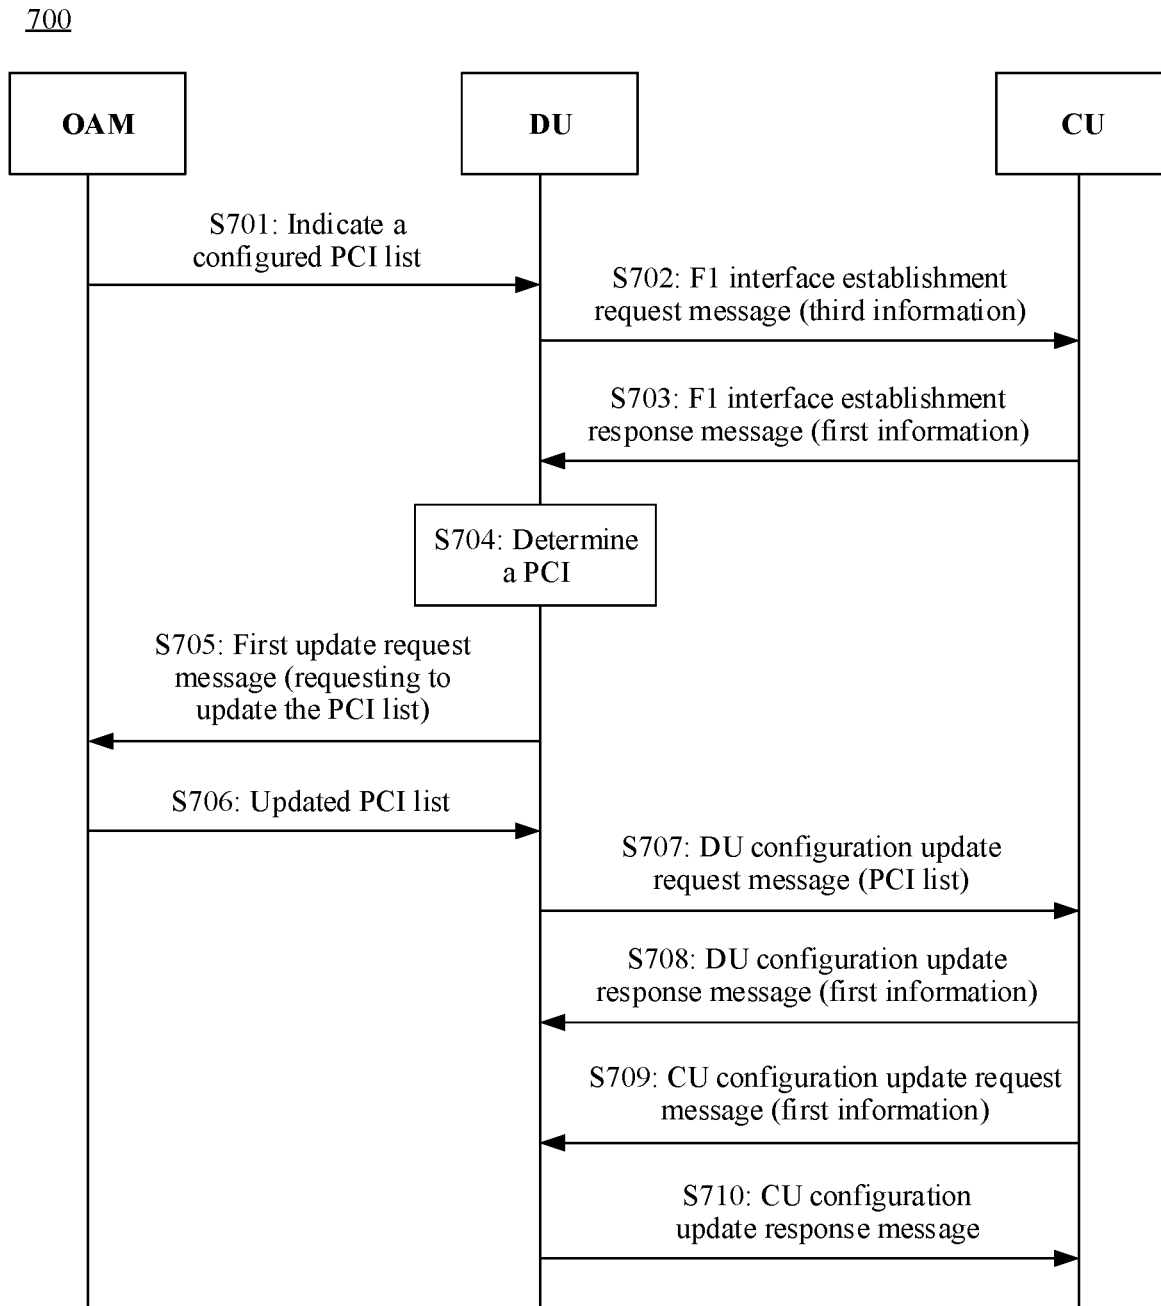 700
OAM
DU
CU
S701: Indicate a
configured PCI list
S702: F1 interface establishment
request message (third information)
S703: F1 interface establishment
response message (first information)
S704: Determine
a PCI
S705: First update request
message (requesting to
update the PCI list)
S706: Updated PCI list
S707: DU configuration update
request message (PCI list)
S708: DU configuration update
response message (first information)
S709: CU configuration update request
message (first information)
S710: CU configuration
update response message